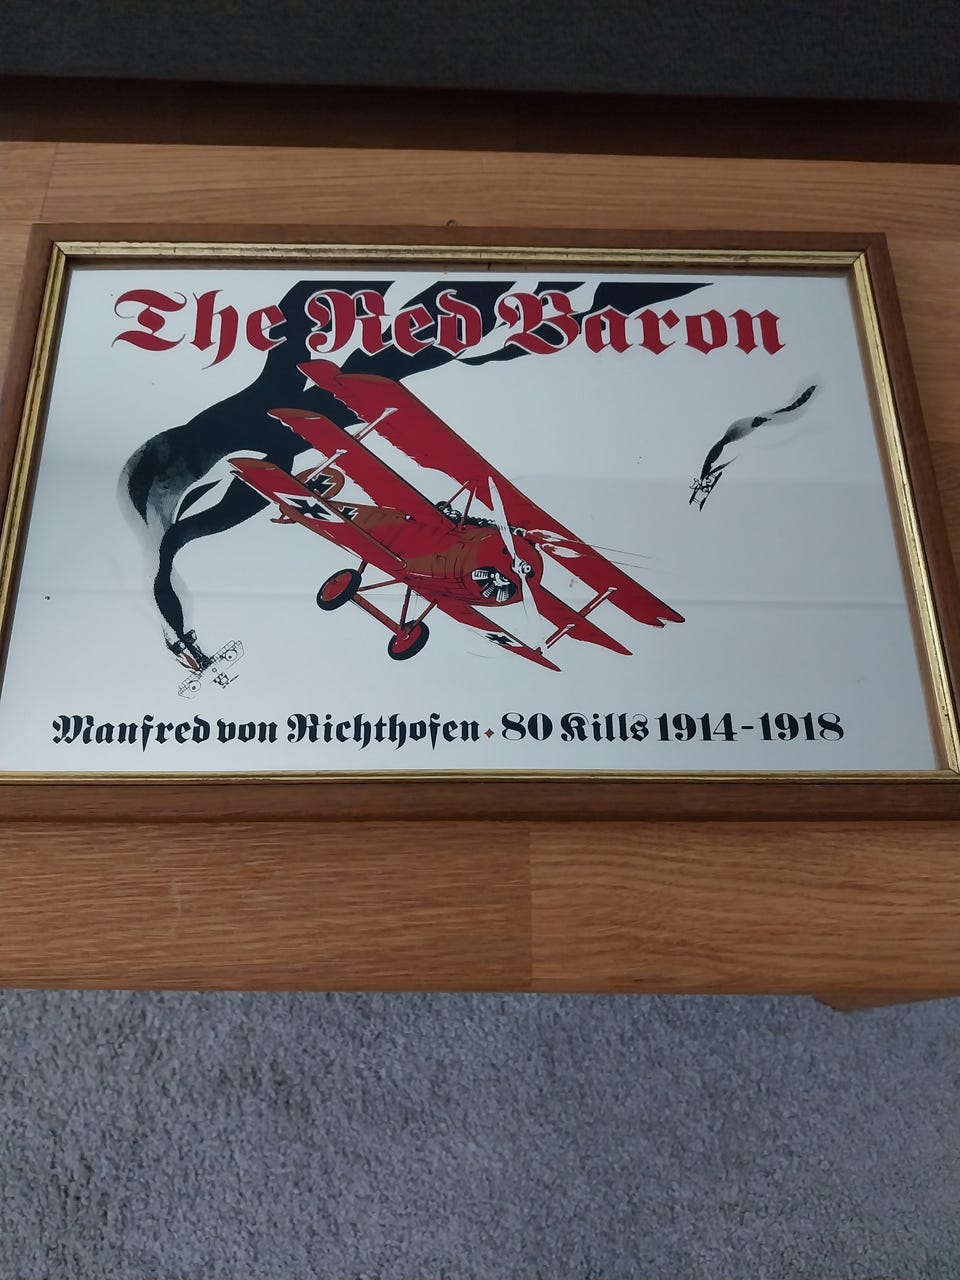 The Red Baron
Manfred von Richthofen · 80 Kills 1914-1918